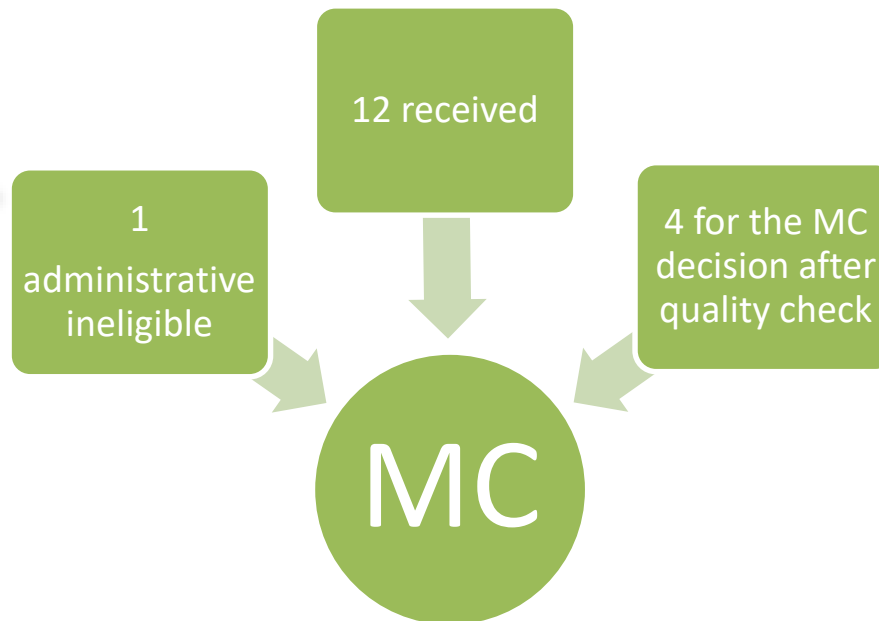 12 received
1
administrative
ineligible
4 for the MC
decision after
quality check
MC